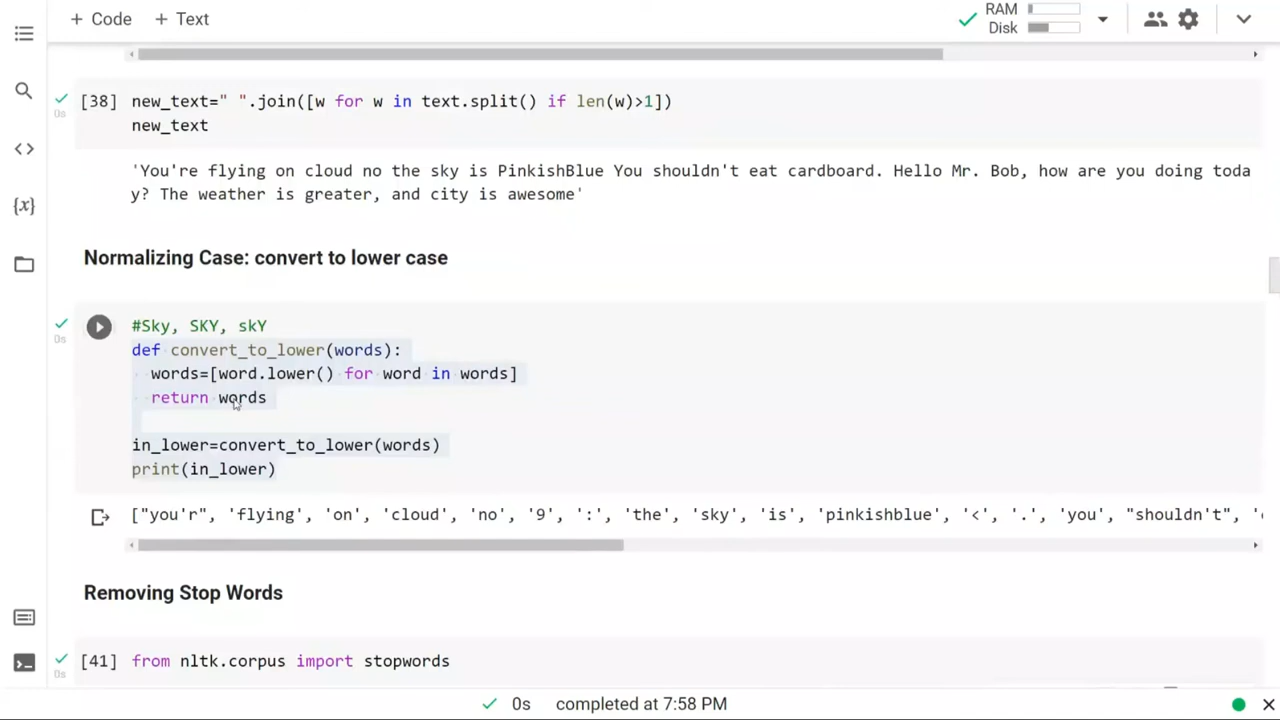 + Code + Text
RAM
Disk
[38] new_text=" ".join([w for w in text.split() if len(w)>1])
new_text
0s
'You're flying on cloud no the sky is PinkishBlue You shouldn't eat cardboard. Hello Mr. Bob, how are you doing toda
y? The weather is greater, and city is awesome'
{x}
Normalizing Case: convert to lower case
#Sky, SKY, skY
0s
def convert_to_lower(words):
words=[word.lower() for word in words]
return words
in_lower=convert_to_lower(words)
print(in_lower)
["you'r", 'flying', 'on', 'cloud', 'no', '9', ':', 'the', 'sky', 'is', 'pinkishblue', '<', '.', 'you', "shouldn't",
Removing Stop Words
[41] from nltk.corpus import stopwords
0s
0s completed at 7:58 PM